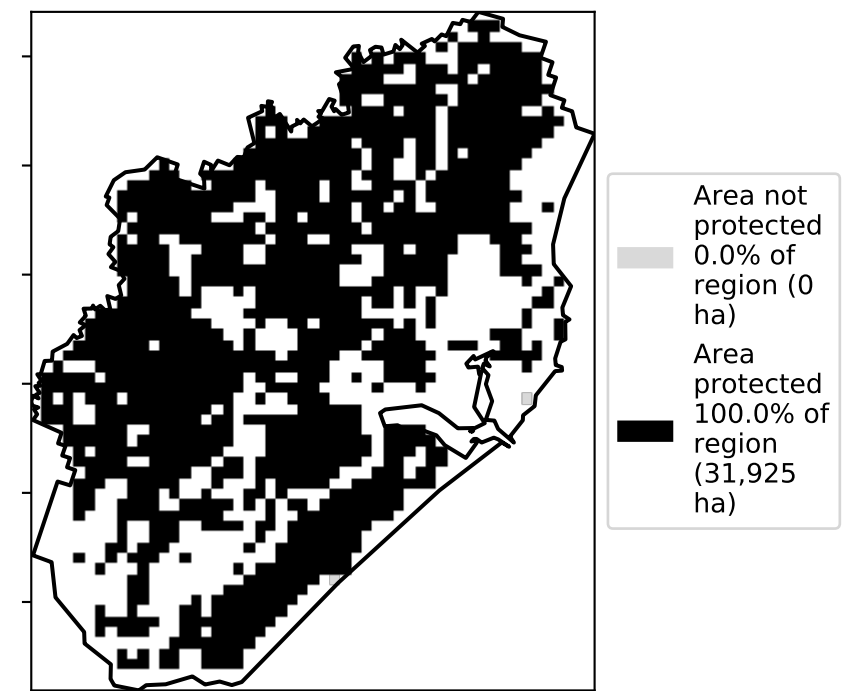 Area not
protected
0.0% of
region (0
ha)
Area
protected
100.0% of
region
(31,925
ha)